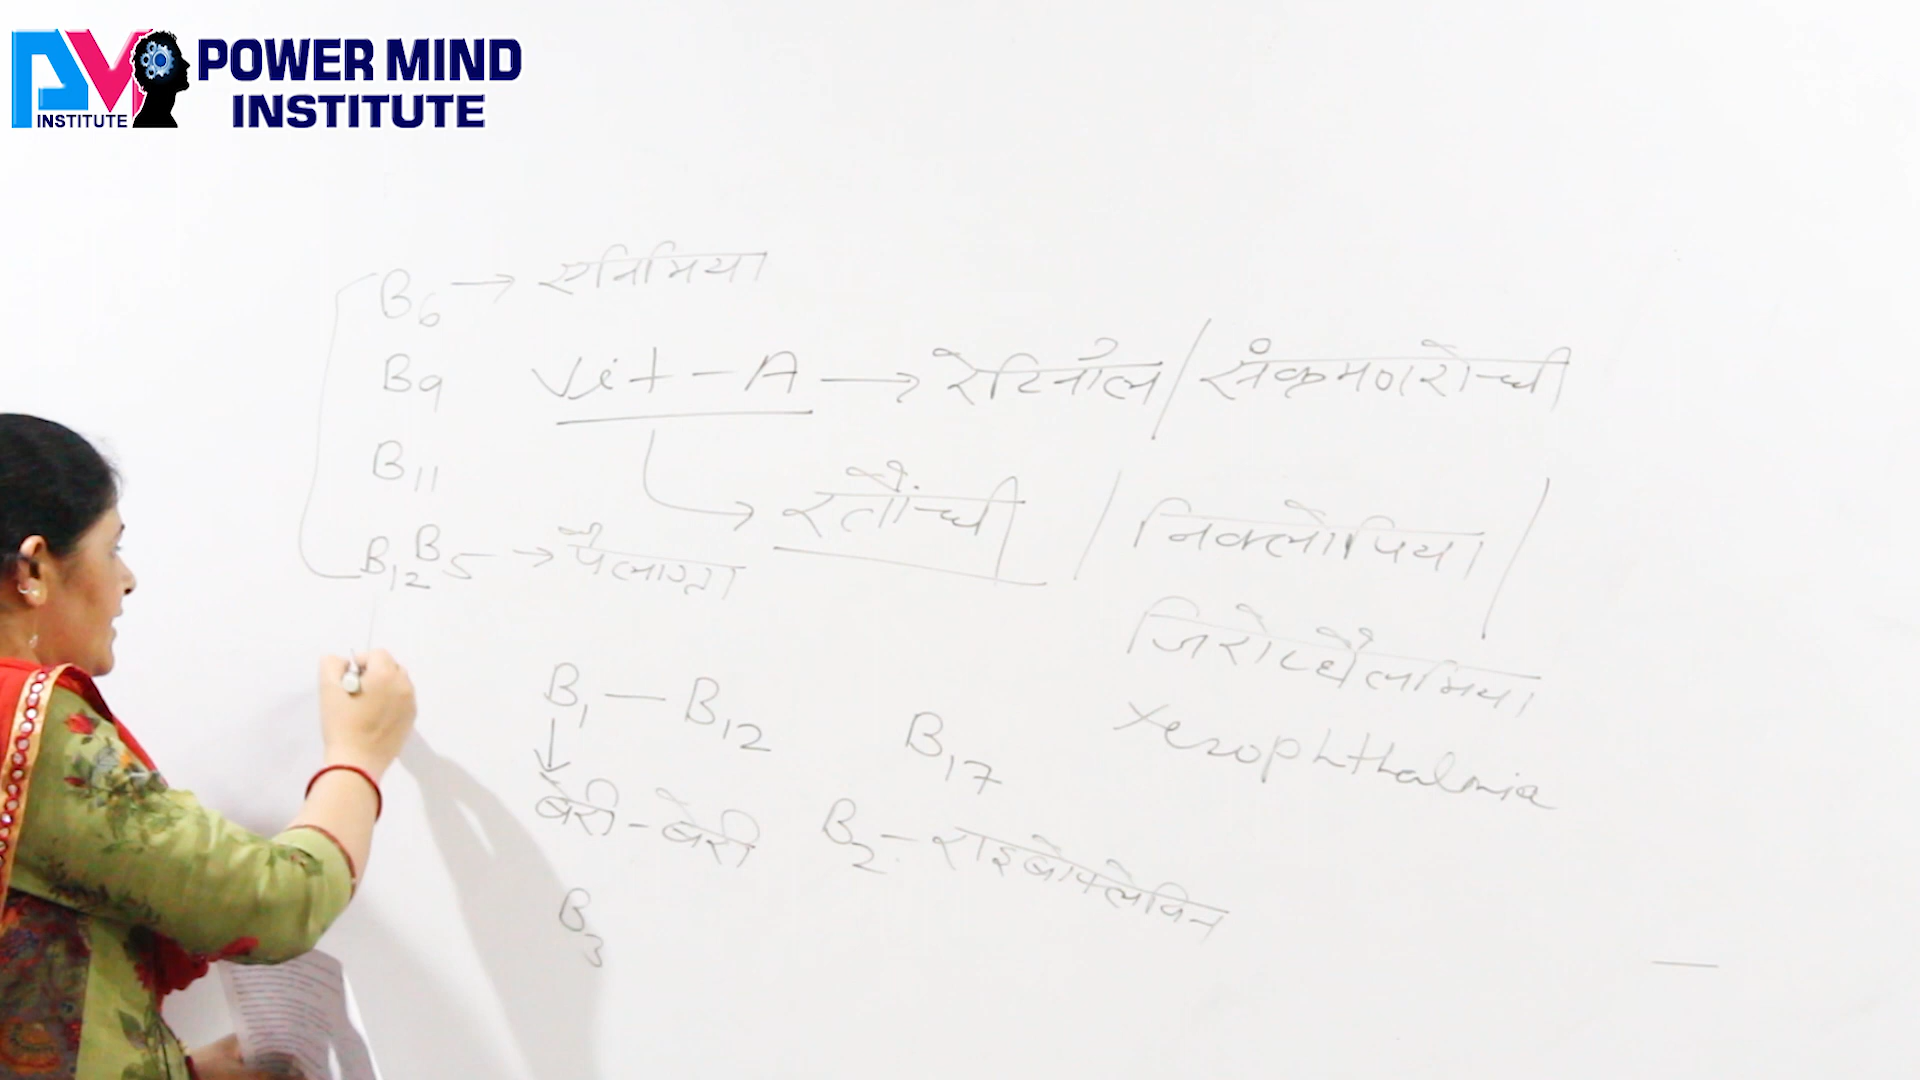 POWER MIND
INSTITUTE
INSTITUTE
B6 → एनिमिया
B9
B11
B12
Vit-A → रेटिनॉल / संक्रमणरोधी
→ रतौंधी / निक्लोपिया /
जिरोप्थैलमिया
Xerophthalmia
B5 → पैलाग्रा
B1 — B12
B17
↓
बेरी-बेरी
B2 - राइबोफ्लेविन
B3